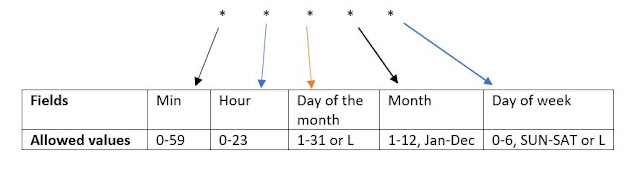 * * * * *
Fields Min Hour Day of the month Month Day of week
Allowed values 0-59 0-23 1-31 or L 1-12, Jan-Dec 0-6, SUN-SAT or L